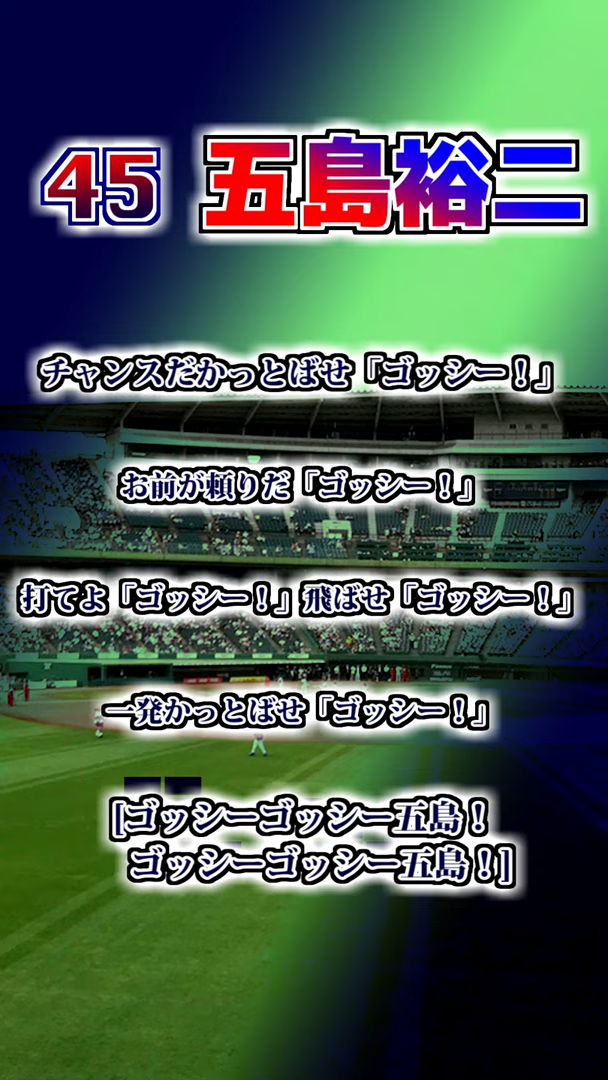 45 五島裕二
チャンスだかっとばせ『ゴッシー！』
お前が頼りだ『ゴッシー！』
打てよ『ゴッシー！』飛ばせ『ゴッシー！』
一発かっとばせ『ゴッシー！』
[ゴッシーゴッシー五島！
ゴッシーゴッシー五島！]